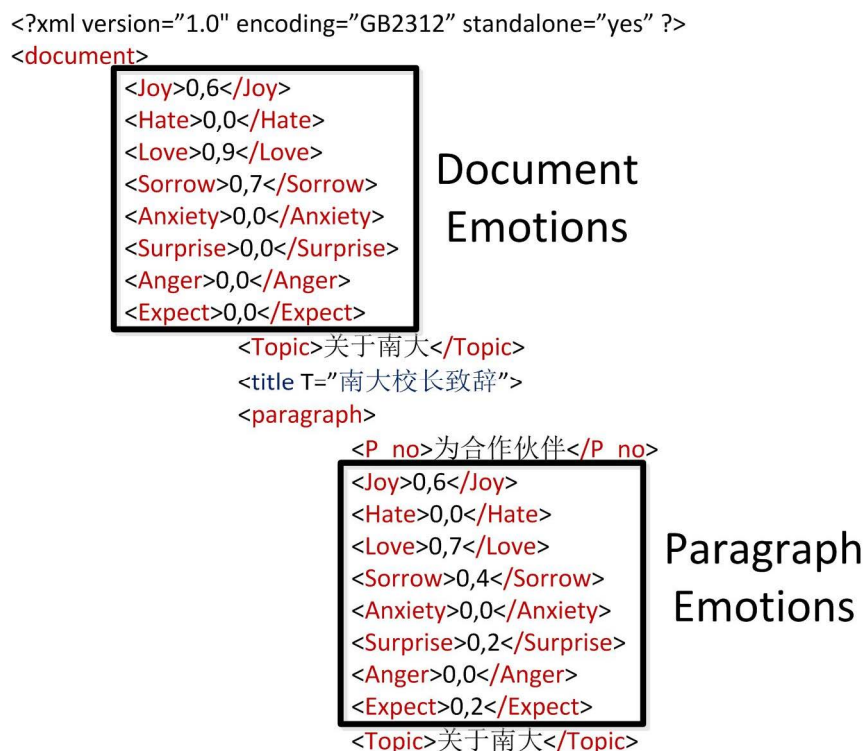 <?xml version=”1.0" encoding=”GB2312” standalone=”yes” ?>
<document>
<Joy>0,6</Joy>
<Hate>0,0</Hate>
<Love>0,9</Love>
<Sorrow>0,7</Sorrow>
<Anxiety>0,0</Anxiety>
<Surprise>0,0</Surprise>
<Anger>0,0</Anger>
<Expect>0,0</Expect>
Document
Emotions
<Topic>关于南大</Topic>
<title T=”南大校长致辞”>
<paragraph>
<P_no>为合作伙伴</P_no>
<Joy>0,6</Joy>
<Hate>0,0</Hate>
<Love>0,7</Love>
<Sorrow>0,4</Sorrow>
<Anxiety>0,0</Anxiety>
<Surprise>0,2</Surprise>
<Anger>0,0</Anger>
<Expect>0,2</Expect>
Paragraph
Emotions
<Topic>关于南大</Topic>